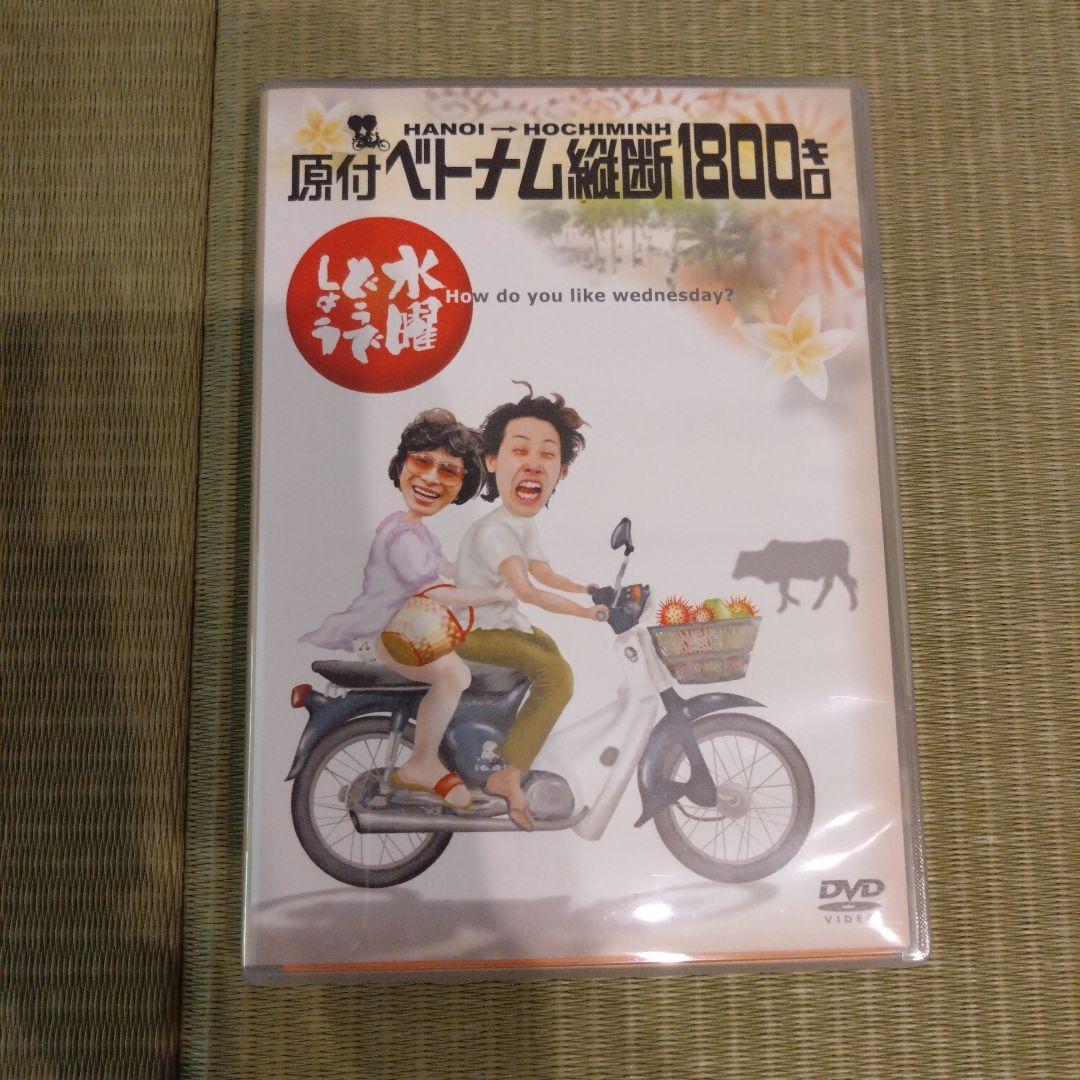 HANOI → HOCHIMINH
原付ベトナム縦断1800キロ
水曜
どうで
しょう
How do you like wednesday?
DVD
VIDEO